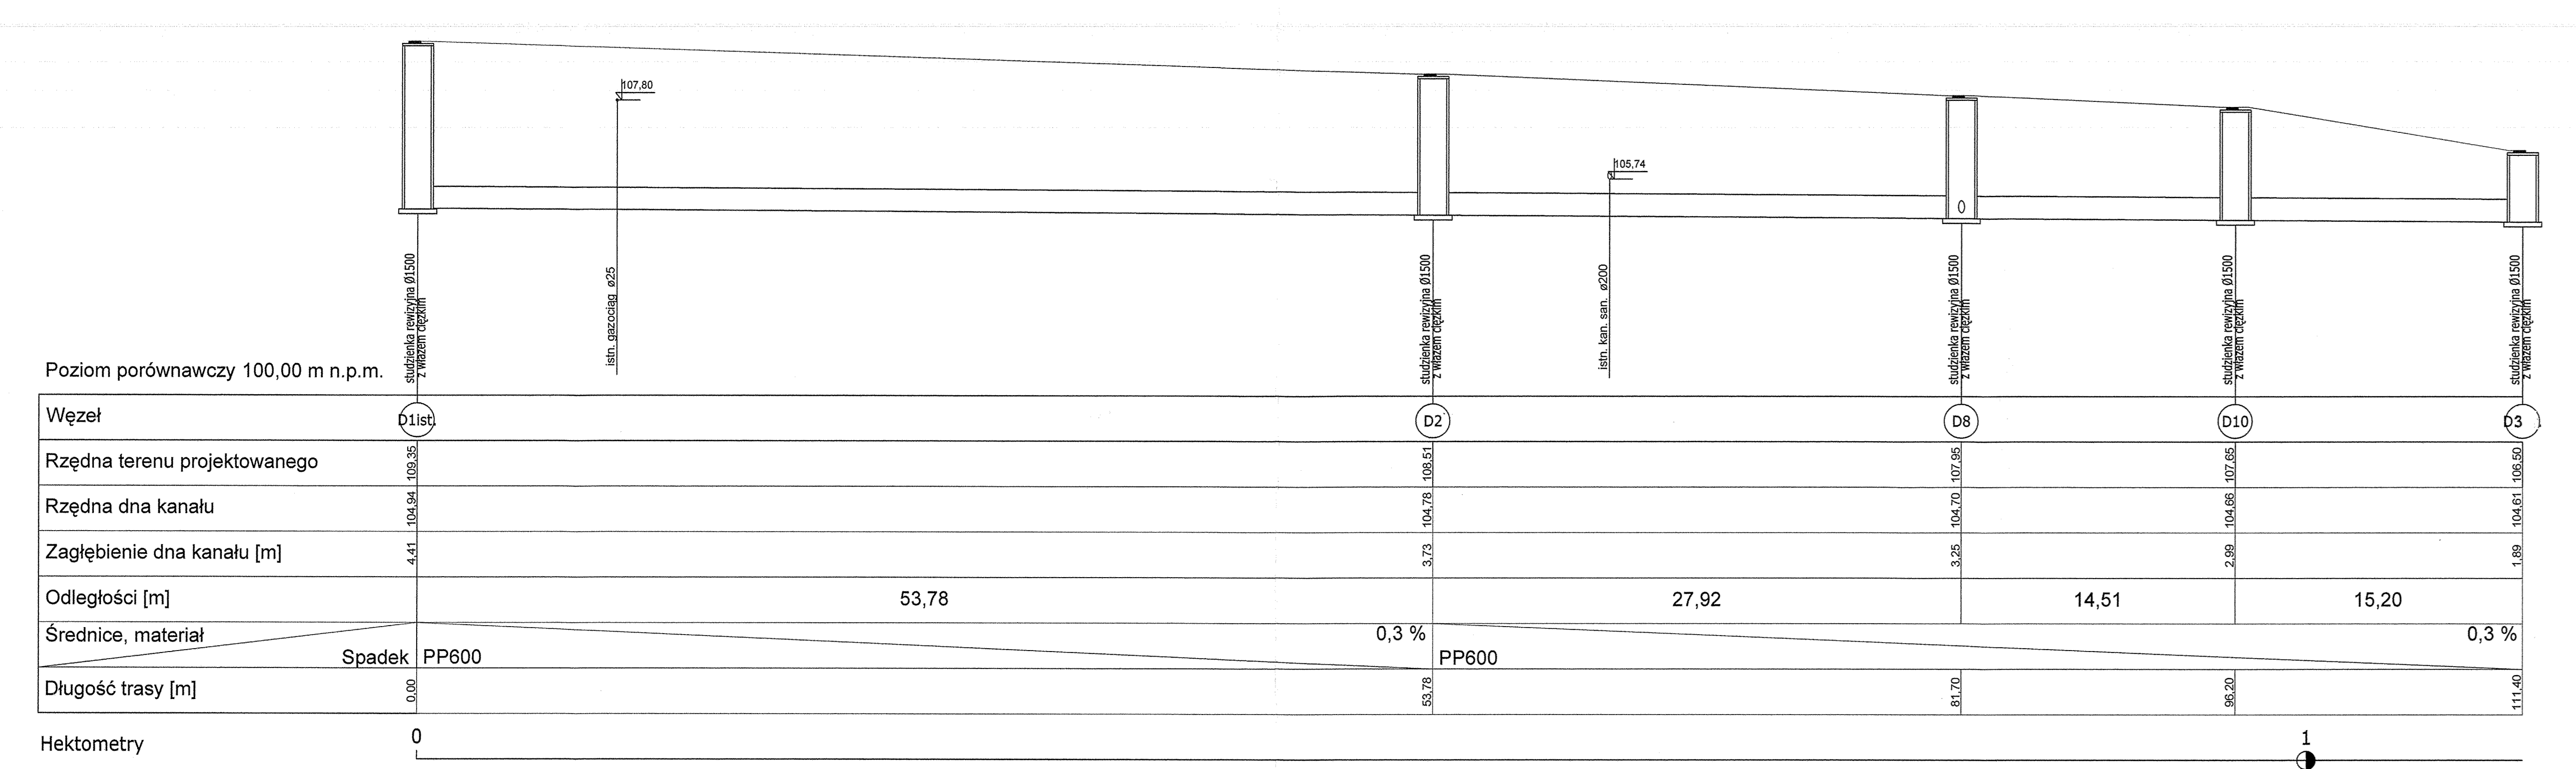 107,80
105,74
istn. gazociąg ø25
istn. kan. san. ø200
studzienka rewizyjna Ø1500
z włazem ciężkim
studzienka rewizyjna Ø1500
z włazem ciężkim
studzienka rewizyjna Ø1500
z włazem ciężkim
studzienka rewizyjna Ø1500
z włazem ciężkim
studzienka rewizyjna Ø1500
z włazem ciężkim
Poziom porównawczy 100,00 m n.p.m.
Węzeł D1ist. D2 D8 D10 D3
Rzędna terenu projektowanego 109,35 108,51 107,95 107,65 106,50
Rzędna dna kanału 104,94 104,78 104,70 104,66 104,61
Zagłębienie dna kanału [m] 4,41 3,73 3,25 2,99 1,89
Odległości [m] 53,78 27,92 14,51 15,20
Średnice, materiał 0,3 % 0,3 %
Spadek PP600 PP600
Długość trasy [m] 0,00 53,78 81,70 96,20 111,40
Hektometry 0 1